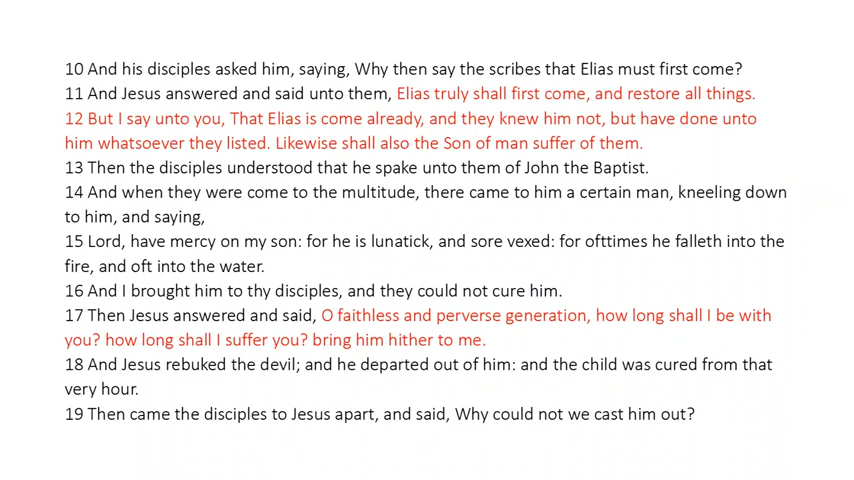 10 And his disciples asked him, saying, Why then say the scribes that Elias must first come?
11 And Jesus answered and said unto them, Elias truly shall first come, and restore all things.
12 But I say unto you, That Elias is come already, and they knew him not, but have done unto
him whatsoever they listed. Likewise shall also the Son of man suffer of them.
13 Then the disciples understood that he spake unto them of John the Baptist.
14 And when they were come to the multitude, there came to him a certain man, kneeling down
to him, and saying,
15 Lord, have mercy on my son: for he is lunatick, and sore vexed: for ofttimes he falleth into the
fire, and oft into the water.
16 And I brought him to thy disciples, and they could not cure him.
17 Then Jesus answered and said, O faithless and perverse generation, how long shall I be with
you? how long shall I suffer you? bring him hither to me.
18 And Jesus rebuked the devil; and he departed out of him: and the child was cured from that
very hour.
19 Then came the disciples to Jesus apart, and said, Why could not we cast him out?